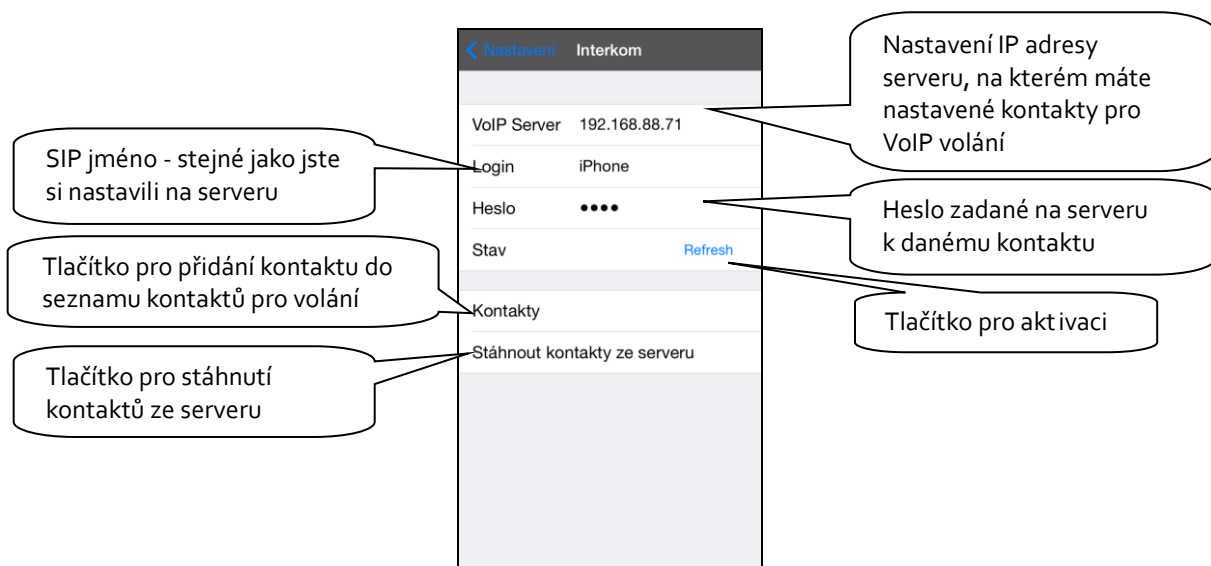 Nastavení Interkom
VoIP Server 192.168.88.71
Login iPhone
Heslo ••••
Stav Refresh
Kontakty
Stáhnout kontakty ze serveru
SIP jméno - stejné jako jste
si nastavili na serveru
Tlačítko pro přidání kontaktu do
seznamu kontaktů pro volání
Tlačítko pro stáhnutí
kontaktů ze serveru
Nastavení IP adresy
serveru, na kterém máte
nastavené kontakty pro
VoIP volání
Heslo zadané na serveru
k danému kontaktu
Tlačítko pro aktivaci